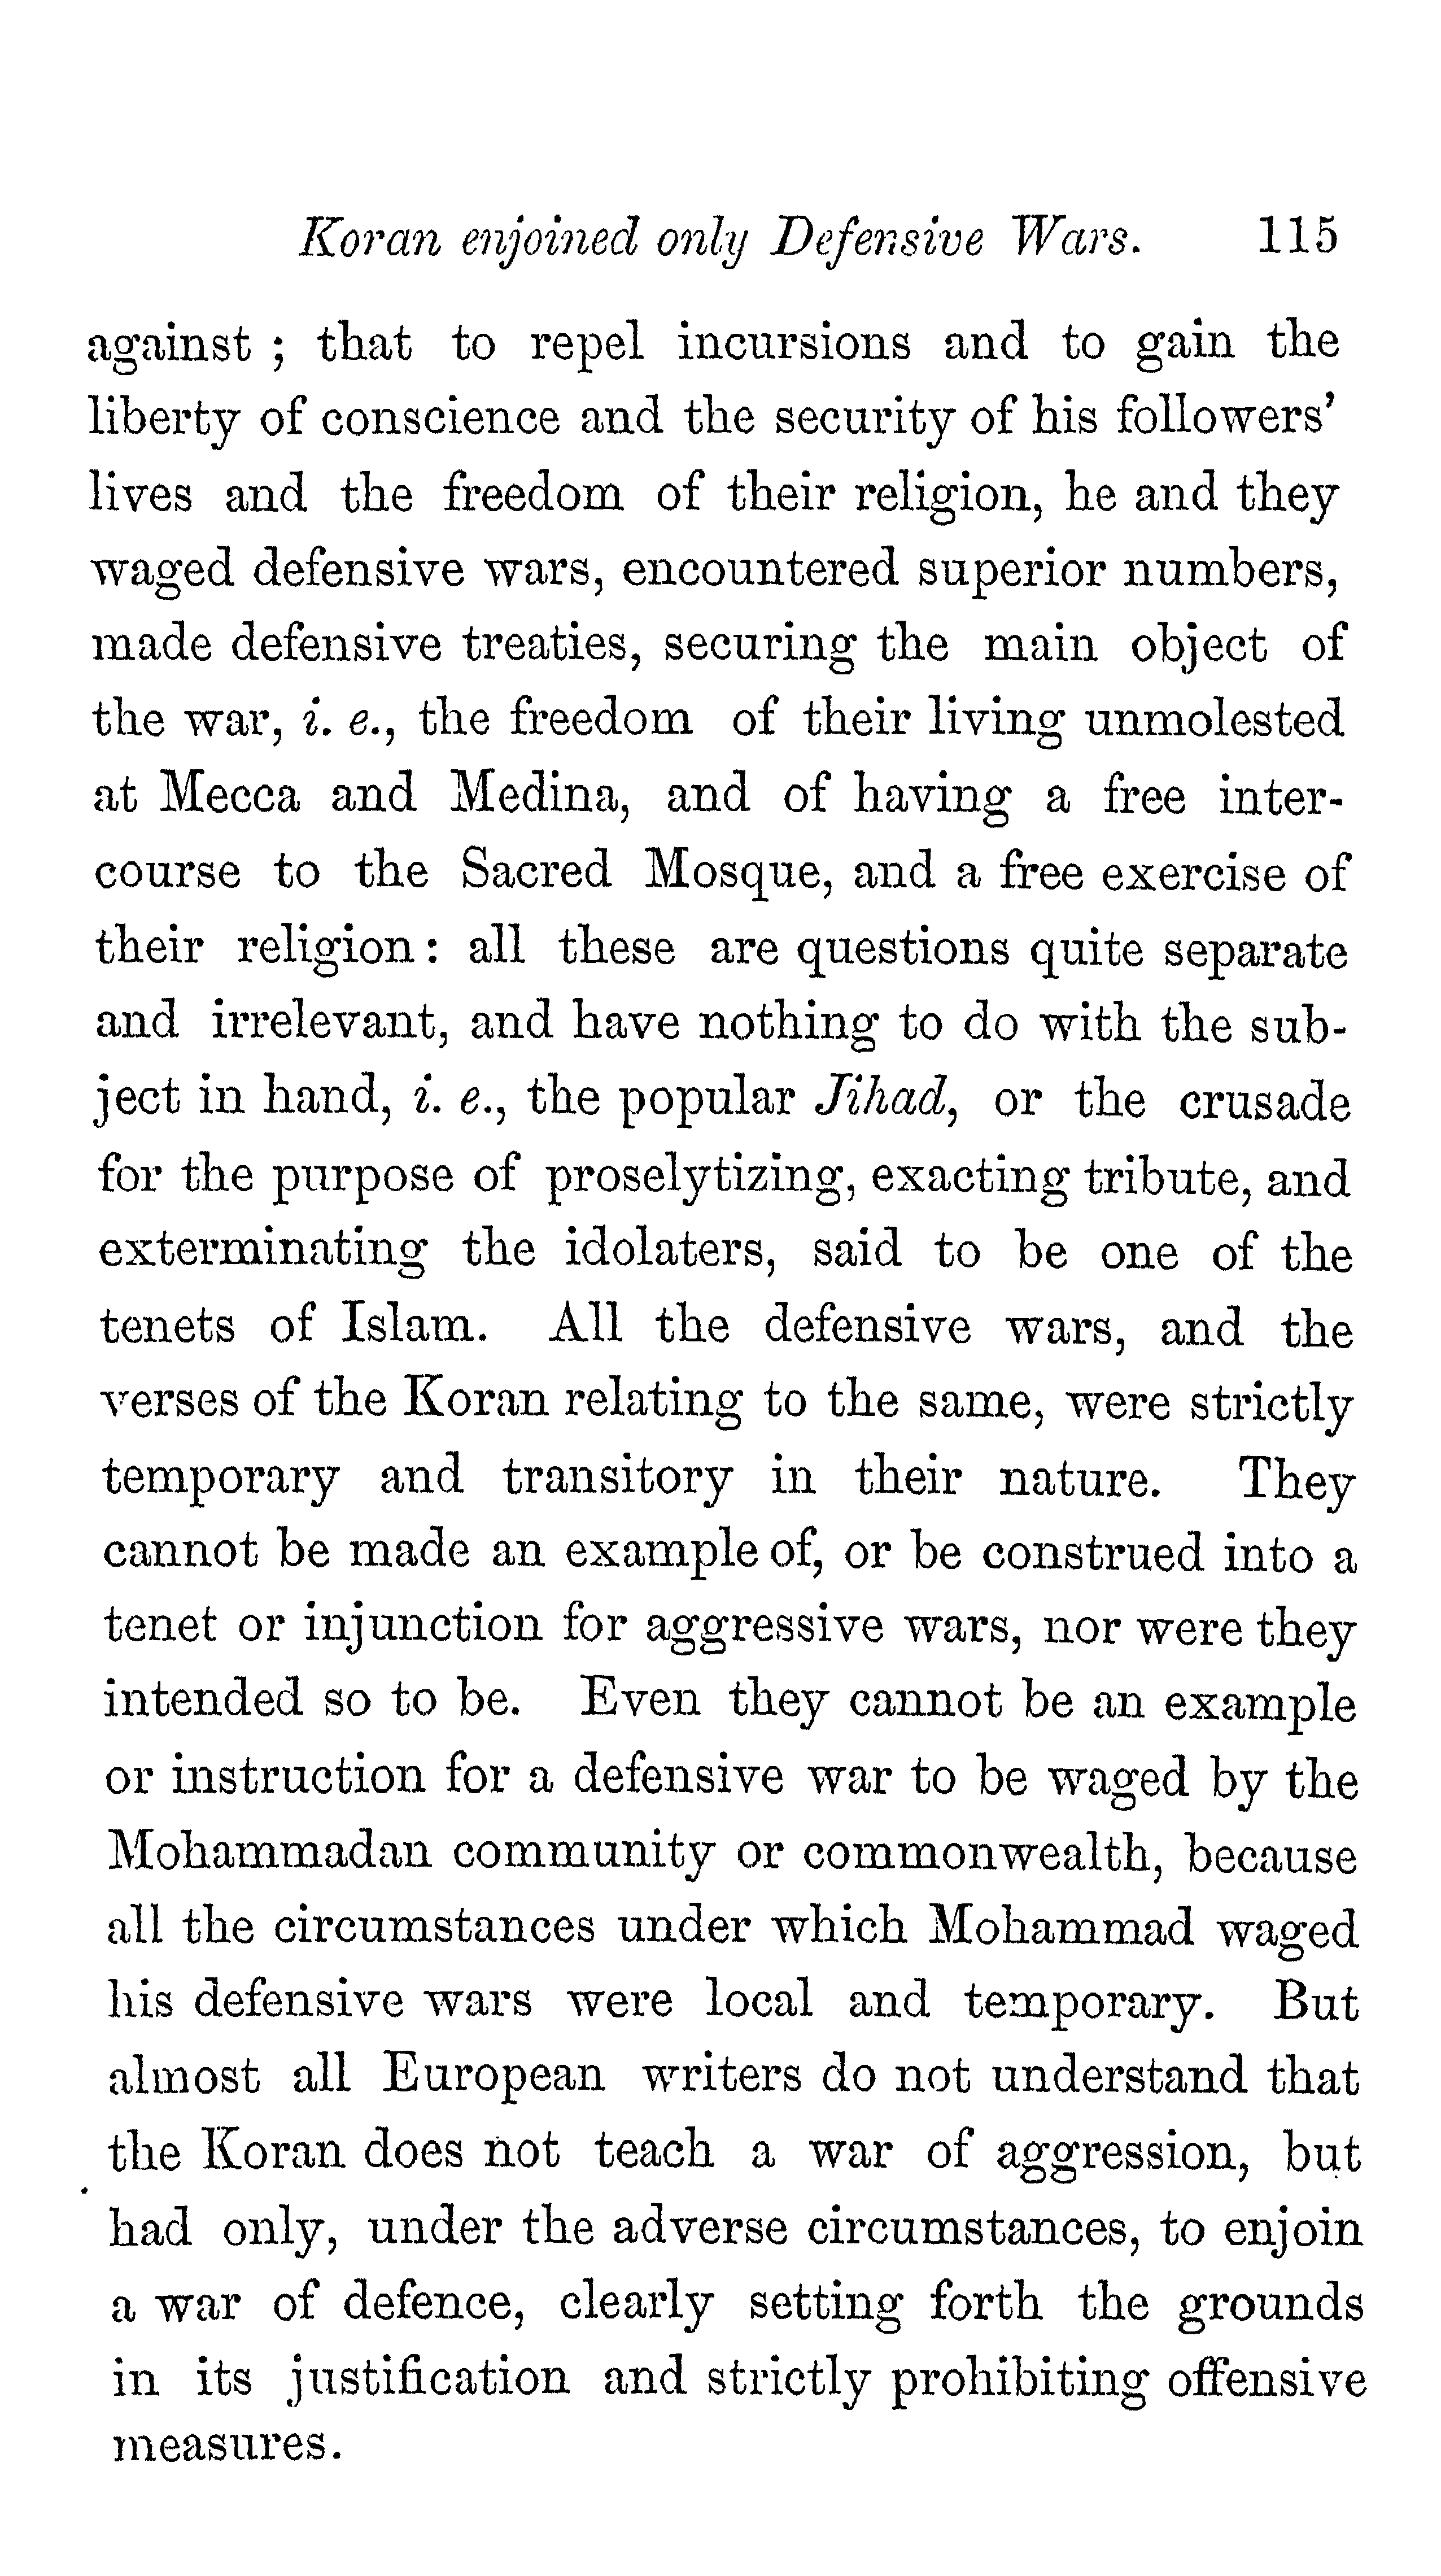 Koran enjoined only Defensive Wars. 115
against ; that to repel incursions and to gain the
liberty of conscience and the security of his followers'
lives and the freedom of their religion, he and they
waged defensive wars, encountered superior numbers,
made defensive treaties, securing the main object of
the war, i. e., the freedom of their living unmolested
at Mecca and Medina, and of having a free inter-
course to the Sacred Mosque, and a free exercise of
their religion: all these are questions quite separate
and irrelevant, and have nothing to do with the sub-
ject in hand, i. e., the popular Jihad, or the crusade
for the purpose of proselytizing, exacting tribute, and
exterminating the idolaters, said to be one of the
tenets of Islam. All the defensive wars, and the
verses of the Koran relating to the same, were strictly
temporary and transitory in their nature. They
cannot be made an example of, or be construed into a
tenet or injunction for aggressive wars, nor were they
intended so to be. Even they cannot be an example
or instruction for a defensive war to be waged by the
Mohammadan community or commonwealth, because
all the circumstances under which Mohammad waged
his defensive wars were local and temporary. But
almost all European writers do not understand that
the Koran does not teach a war of aggression, but
had only, under the adverse circumstances, to enjoin
a war of defence, clearly setting forth the grounds
in its justification and strictly prohibiting offensive
measures.